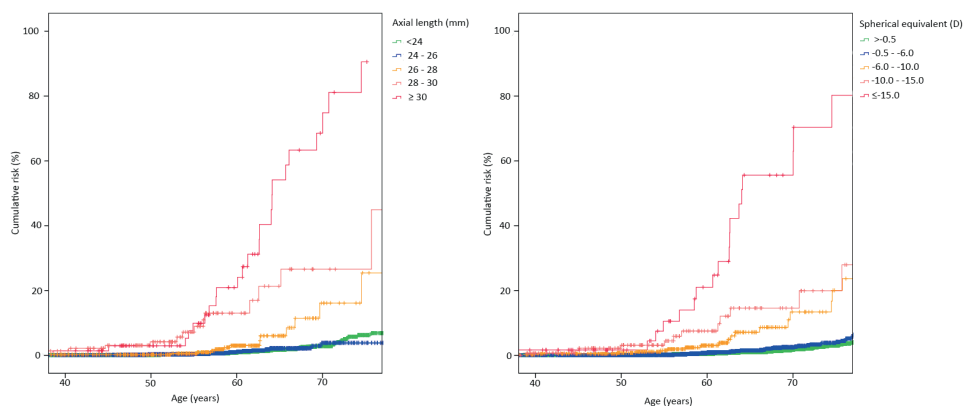 Axial length (mm)
<24
24 - 26
26 - 28
28 - 30
≥ 30
Cumulative risk (%)
100
80
60
40
20
0
40
50
60
70
Age (years)
Spherical equivalent (D)
>-0.5
-0.5 - -6.0
-6.0 - -10.0
-10.0 - -15.0
≤-15.0
Cumulative risk (%)
100
80
60
40
20
0
40
50
60
70
Age (years)